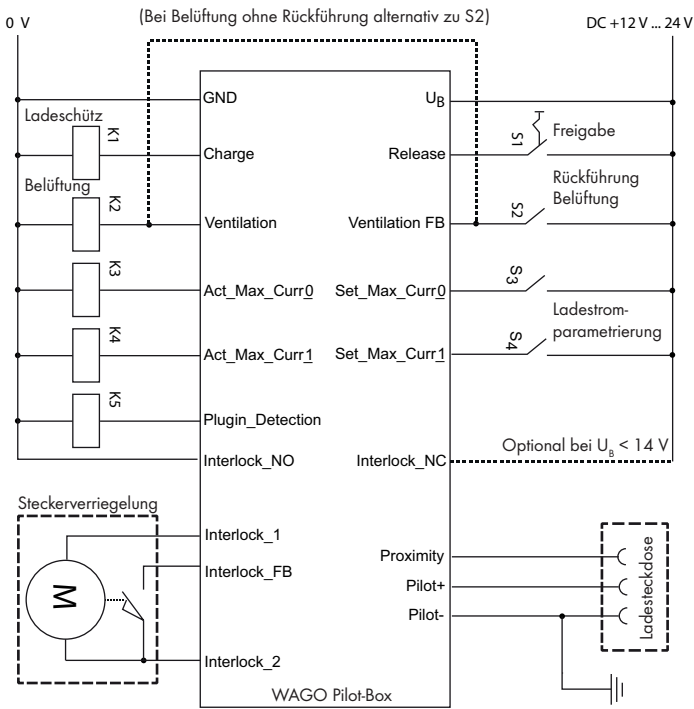 0 V
(Bei Belüftung ohne Rückführung alternativ zu S2)
DC +12 V ... 24 V
GND
U_B
Ladeschütz
K1
Charge
Release
S1
Freigabe
Belüftung
K2
Ventilation
Ventilation FB
S2
Rückführung
Belüftung
K3
Act_Max_Curr0
Set_Max_Curr0
S3
K4
Act_Max_Curr1
Set_Max_Curr1
S4
Ladestrom-
parametrierung
K5
Plugin_Detection
Interlock_NO
Interlock_NC
Optional bei U_B < 14 V
Steckerverriegelung
M
Interlock_1
Interlock_FB
Interlock_2
Proximity
Pilot+
Pilot-
Ladesteckdose
WAGO Pilot-Box